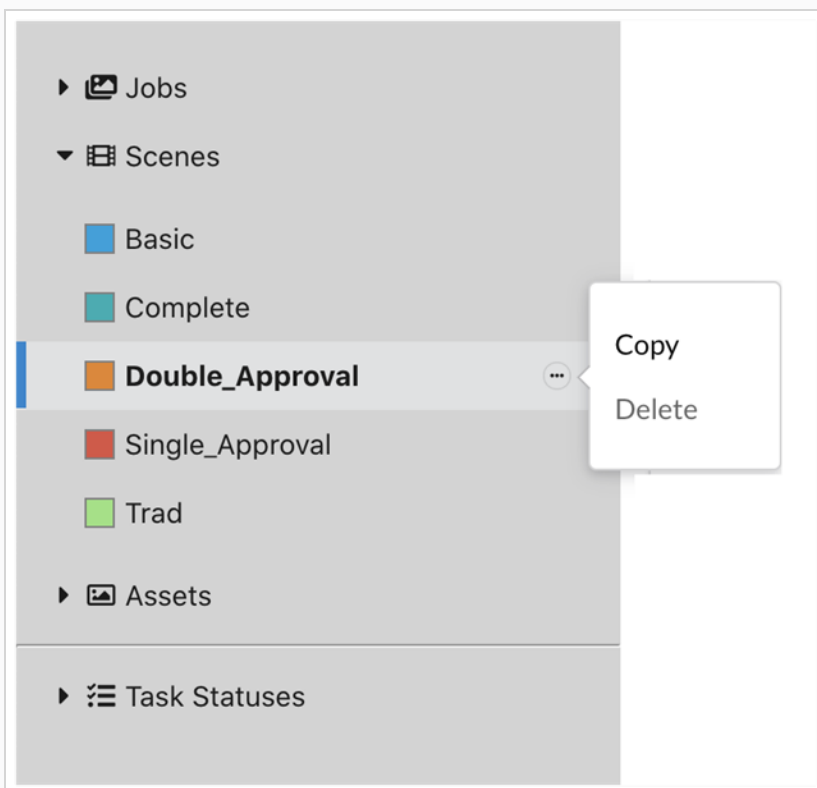 Jobs
Scenes
Basic
Complete
Double_Approval
Copy
Delete
Single_Approval
Trad
Assets
Task Statuses